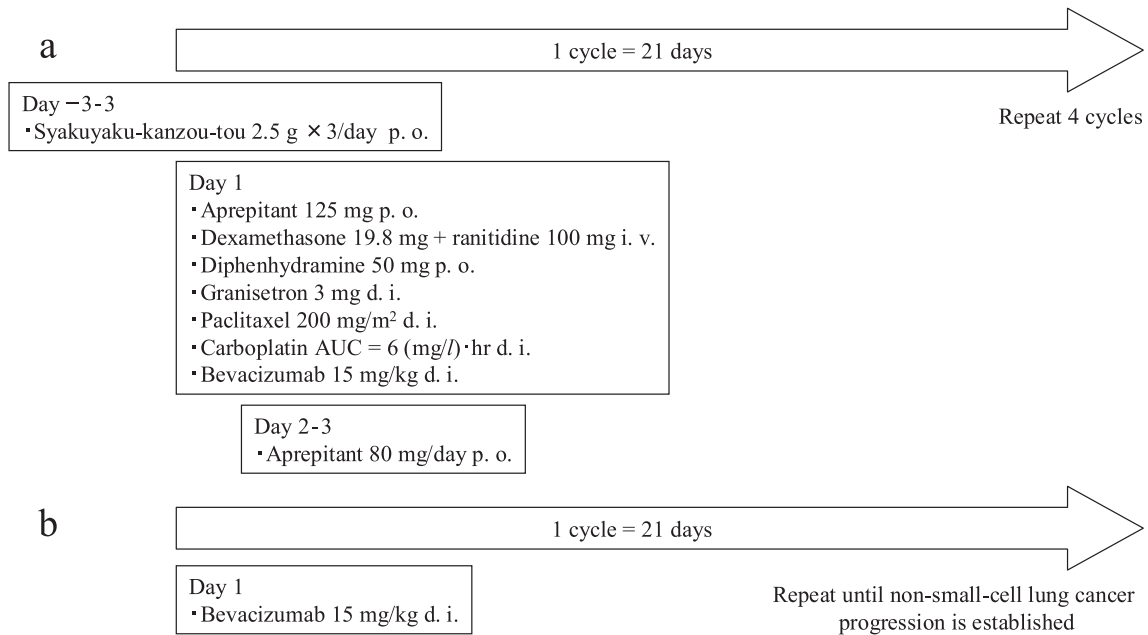 a
1 cycle = 21 days
Repeat 4 cycles
Day −3-3
・Syakuyaku-kanzou-tou 2.5 g × 3/day p. o.
Day 1
・Aprepitant 125 mg p. o.
・Dexamethasone 19.8 mg + ranitidine 100 mg i. v.
・Diphenhydramine 50 mg p. o.
・Granisetron 3 mg d. i.
・Paclitaxel 200 mg/m² d. i.
・Carboplatin AUC = 6 (mg/l)・hr d. i.
・Bevacizumab 15 mg/kg d. i.
Day 2-3
・Aprepitant 80 mg/day p. o.
b
1 cycle = 21 days
Day 1
・Bevacizumab 15 mg/kg d. i.
Repeat until non-small-cell lung cancer
progression is established